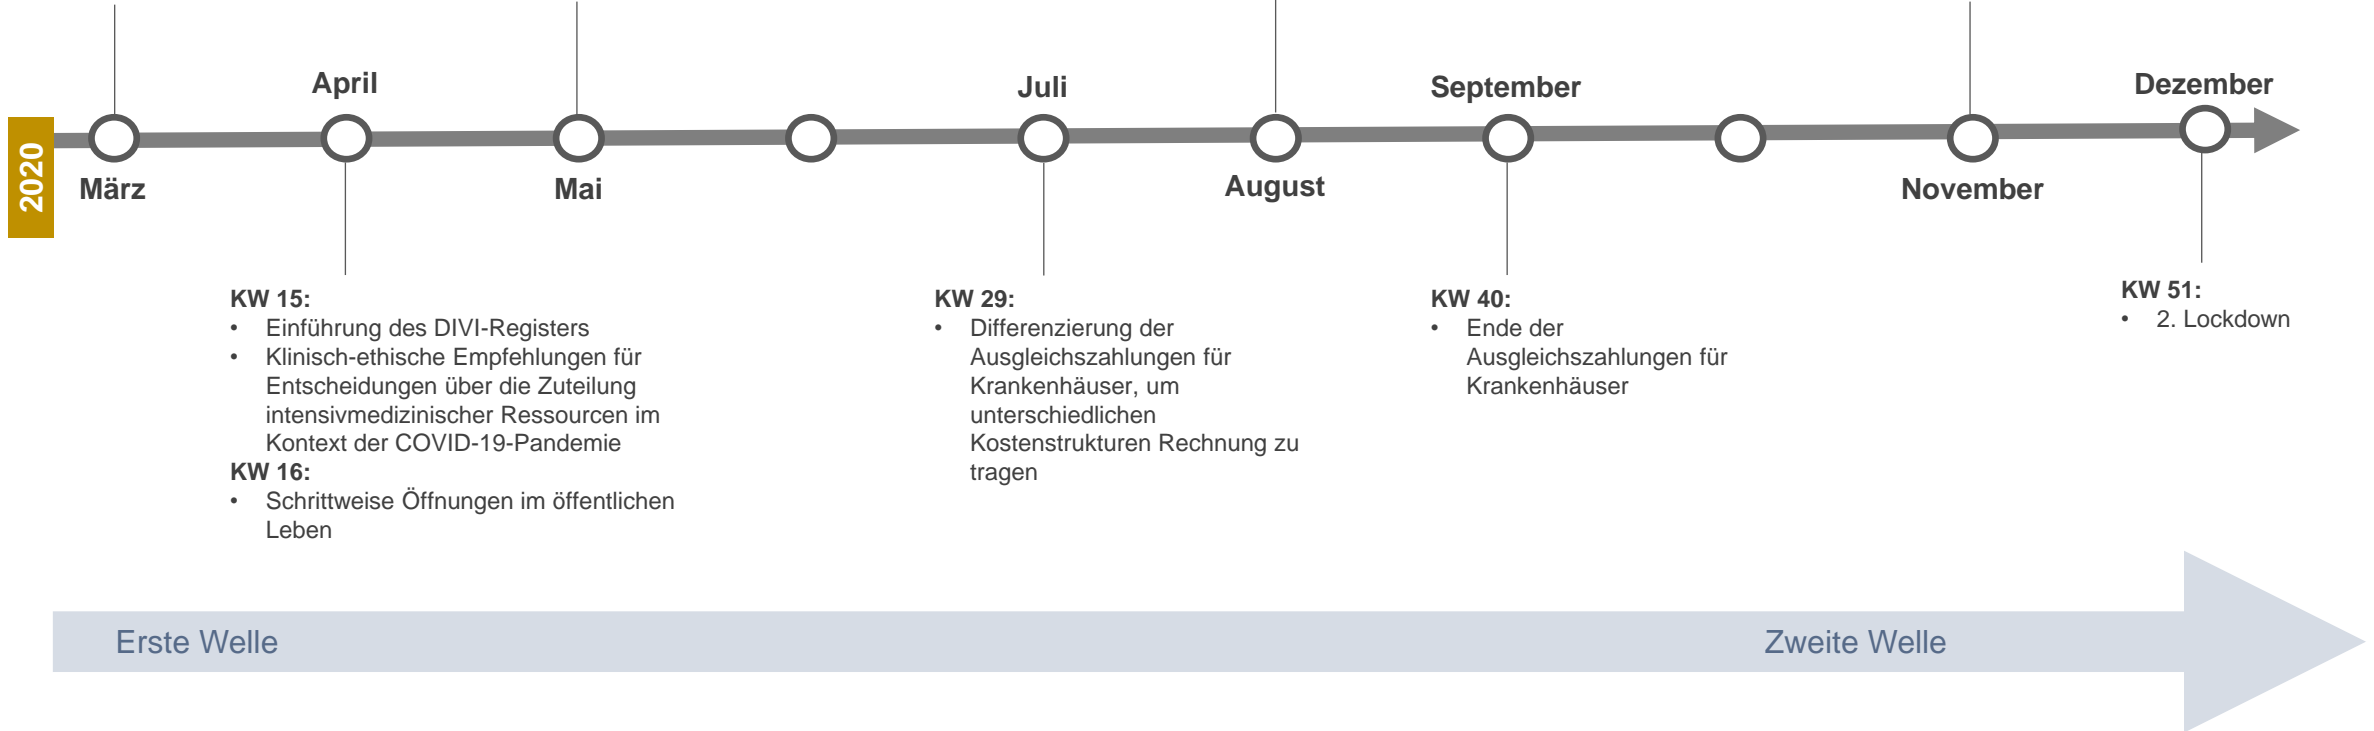 2020
März
April
Mai
Juli
August
September
November
Dezember
KW 15:
• Einführung des DIVI-Registers
• Klinisch-ethische Empfehlungen für
Entscheidungen über die Zuteilung
intensivmedizinischer Ressourcen im
Kontext der COVID-19-Pandemie
KW 16:
• Schrittweise Öffnungen im öffentlichen
Leben
KW 29:
• Differenzierung der
Ausgleichszahlungen für
Krankenhäuser, um
unterschiedlichen
Kostenstrukturen Rechnung zu
tragen
KW 40:
• Ende der
Ausgleichszahlungen für
Krankenhäuser
KW 51:
• 2. Lockdown
Erste Welle
Zweite Welle